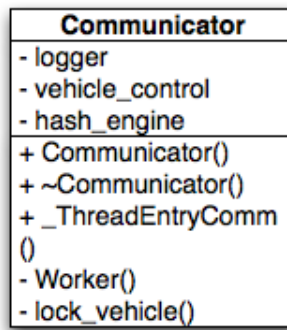 Communicator
- logger
- vehicle_control
- hash_engine
+ Communicator()
+ ~Communicator()
+ _ThreadEntryComm
()
- Worker()
- lock_vehicle()